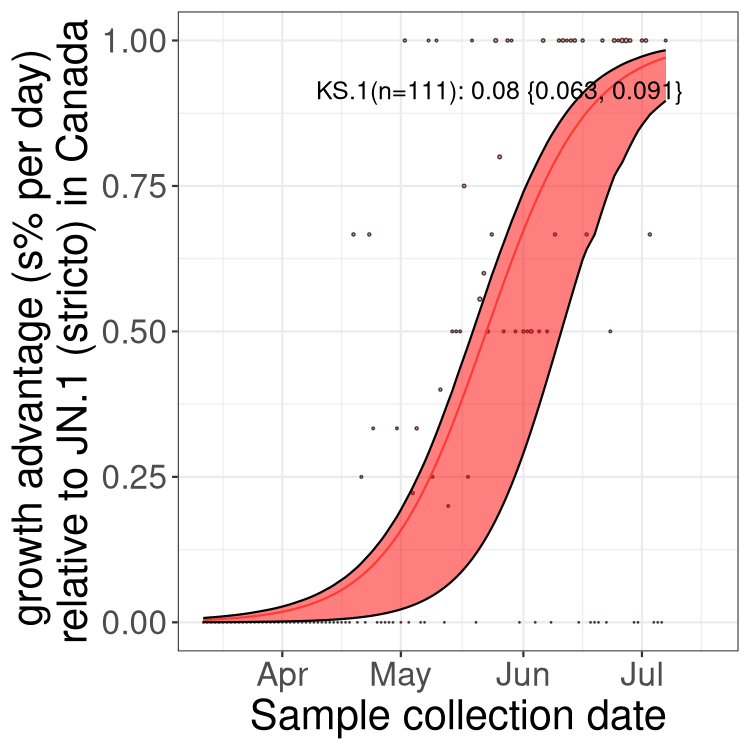 growth advantage (s% per day)
relative to JN.1 (stricto) in Canada
1.00
0.75
0.50
0.25
0.00
KS.1(n=111): 0.08 {0.063, 0.091}
Apr May Jun Jul
Sample collection date